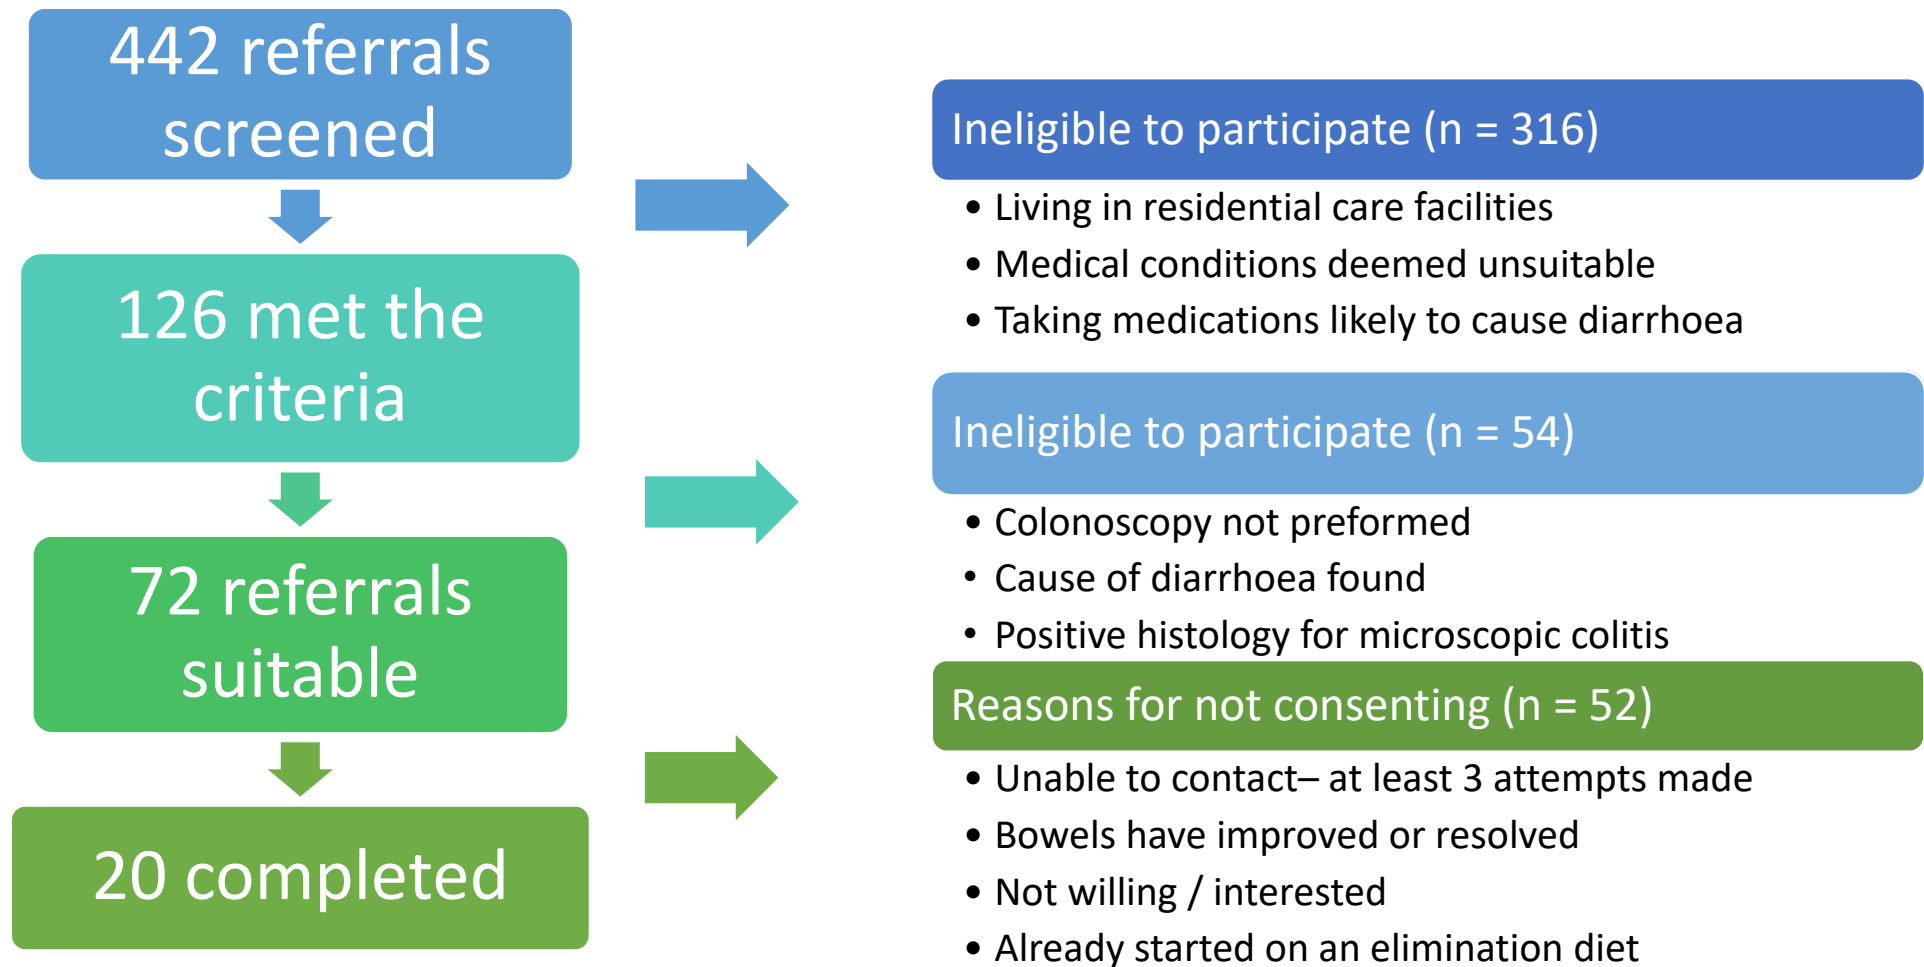 442 referrals
screened
126 met the
criteria
72 referrals
suitable
20 completed
Ineligible to participate (n = 316)
• Living in residential care facilities
• Medical conditions deemed unsuitable
• Taking medications likely to cause diarrhoea
Ineligible to participate (n = 54)
• Colonoscopy not preformed
• Cause of diarrhoea found
• Positive histology for microscopic colitis
Reasons for not consenting (n = 52)
• Unable to contact– at least 3 attempts made
• Bowels have improved or resolved
• Not willing / interested
• Already started on an elimination diet